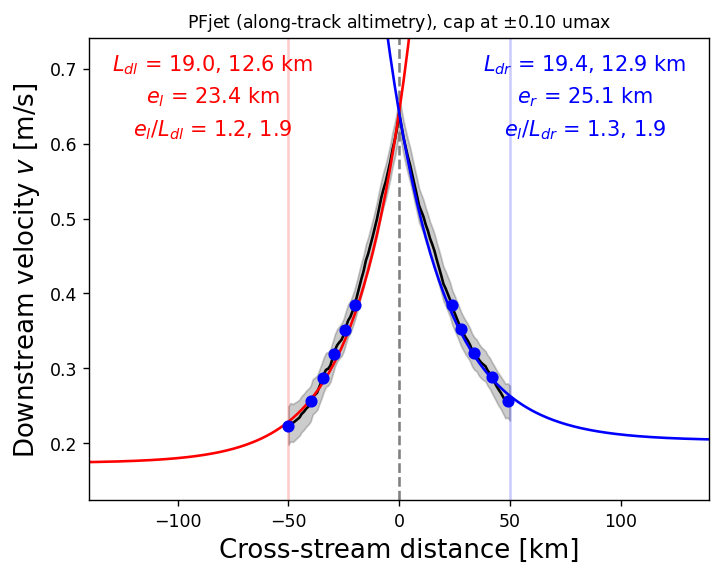 PFjet (along-track altimetry), cap at ±0.10 umax
L_dl = 19.0, 12.6 km
e_l = 23.4 km
e_l/L_dl = 1.2, 1.9
L_dr = 19.4, 12.9 km
e_r = 25.1 km
e_l/L_dr = 1.3, 1.9
Downstream velocity v [m/s]
0.7
0.6
0.5
0.4
0.3
0.2
−100
−50
0
50
100
Cross-stream distance [km]